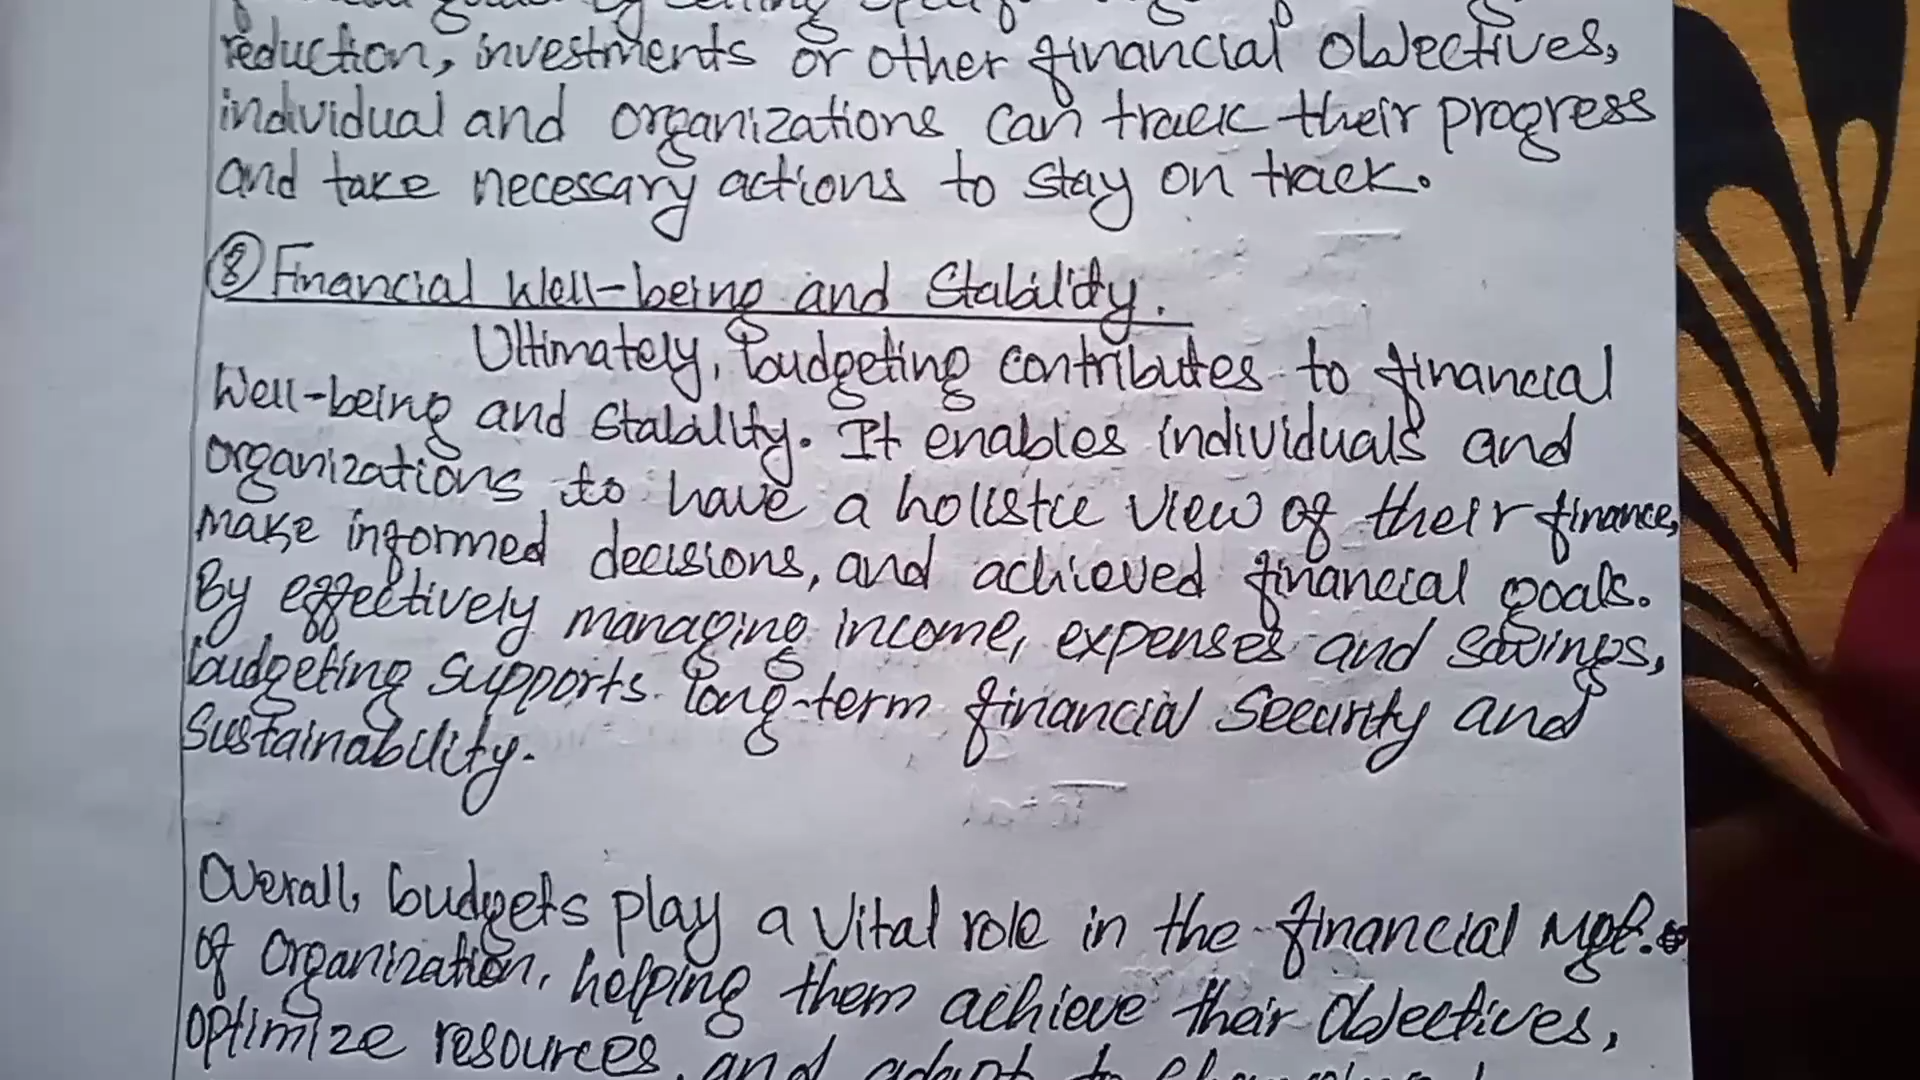 reduction, investments or other financial objectives,
individual and organizations can track their progress
and take necessary actions to stay on track.
⑧ Financial Well-being and Stability.
Ultimately, budgeting contributes to financial
Well-being and stability. It enables individuals and
organizations to have a holistic view of their finance,
make informed decisions, and achieved financial goals.
By effectively managing income, expenses and savings,
budgeting supports long-term financial security and
Sustainability.
Overall, budgets play a vital role in the financial Mgt.
of organization, helping them achieve their objectives,
optimize resources, and adapt to